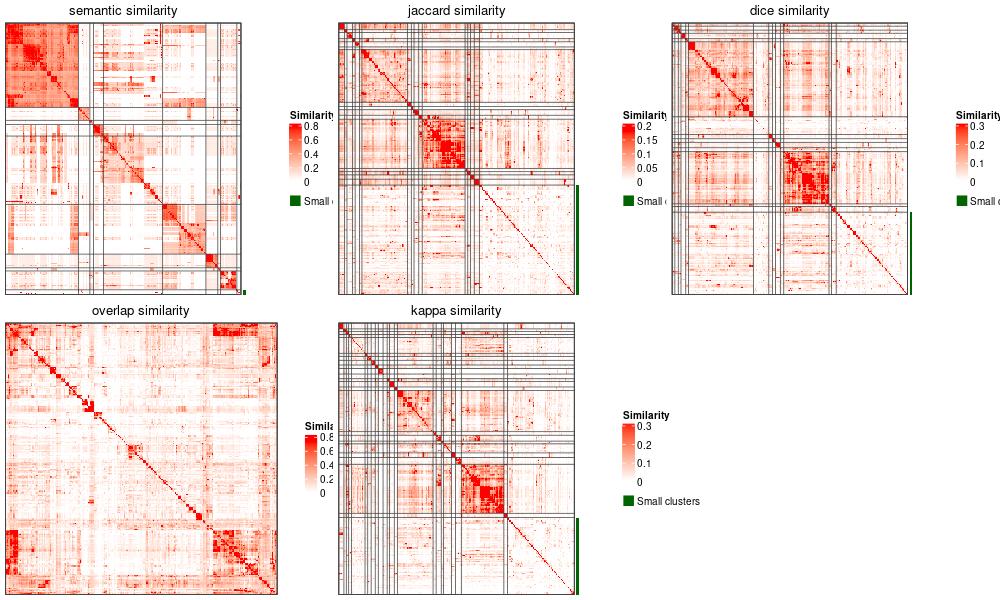 semantic similarity
Similarity
0.8
0.6
0.4
0.2
0
Small c
jaccard similarity
Similarity
0.2
0.15
0.1
0.05
0
Small c
dice similarity
Similarity
0.3
0.2
0.1
0
Small c
overlap similarity
Simila
0.8
0.6
0.4
0.2
0
kappa similarity
Similarity
0.3
0.2
0.1
0
Small clusters